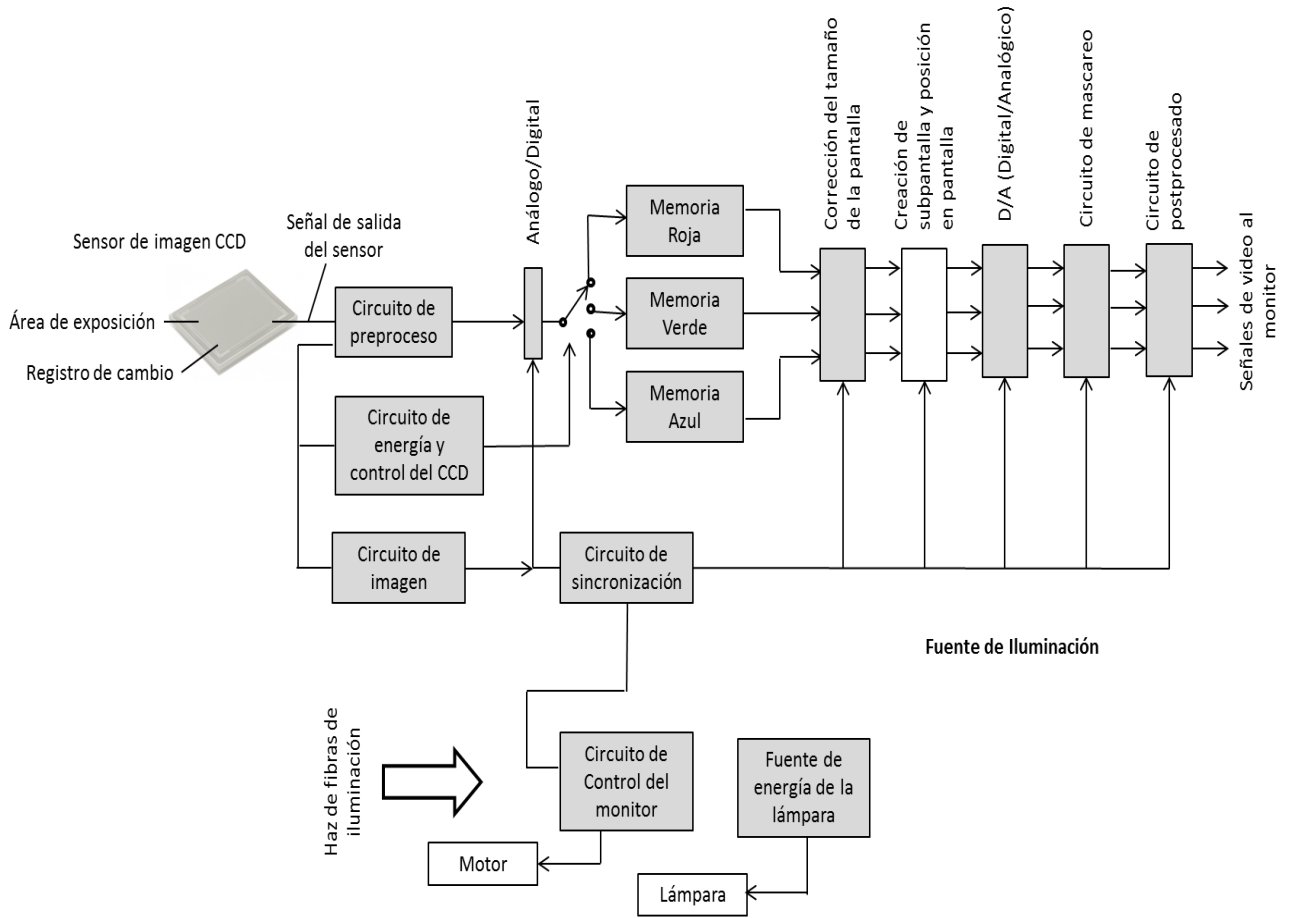 Sensor de imagen CCD
Señal de salida
del sensor
Área de exposición
Registro de cambio
Circuito de
preproceso
Análogo/Digital
Memoria
Roja
Memoria
Verde
Memoria
Azul
Corrección del tamaño
de la pantalla
Creación de
subpantalla y posición
en pantalla
D/A (Digital/Analógico)
Circuito de mascareo
Circuito de
postprocesado
Señales de video al
monitor
Circuito de
energía y
control del CCD
Circuito de
imagen
Circuito de
sincronización
Fuente de Iluminación
Haz de fibras de
iluminación
Circuito de
Control del
monitor
Fuente de
energía de la
lámpara
Motor
Lámpara